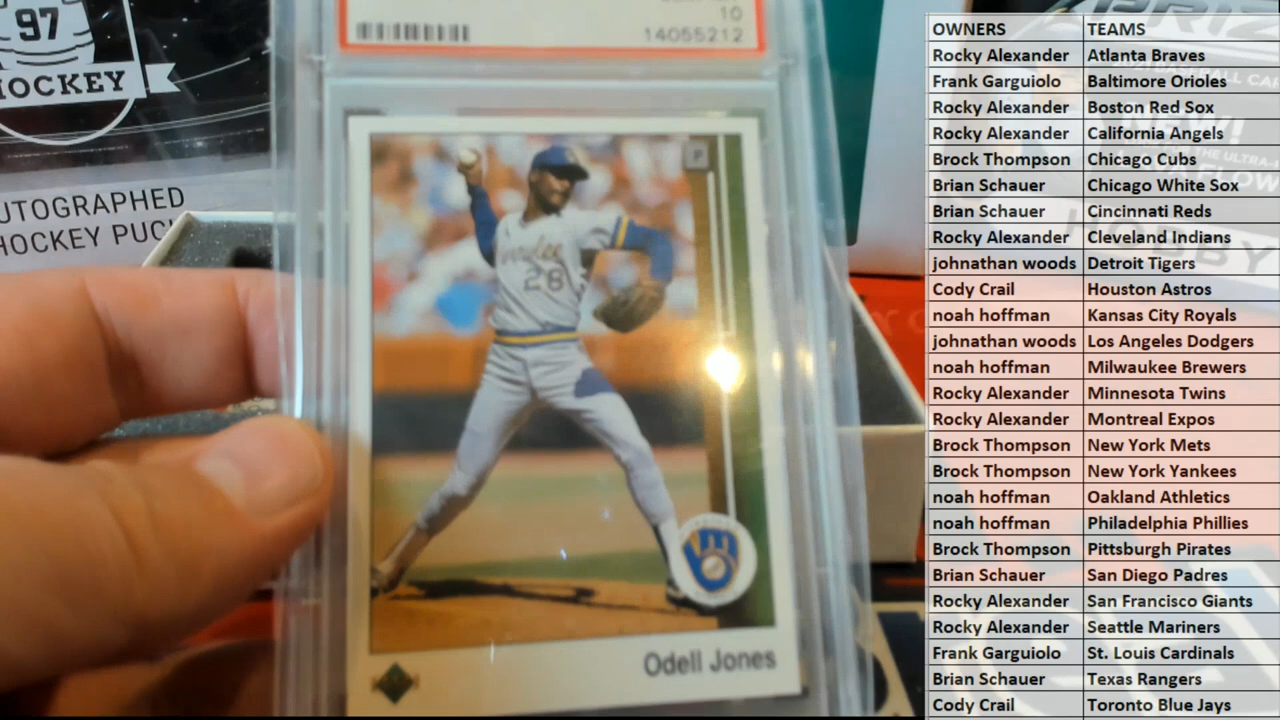 97
HOCKEY
AUTOGRAPHED
HOCKEY PUCK
10
14055212
P
28
Odell Jones
OWNERS TEAMS
Rocky Alexander Atlanta Braves
Frank Garguiolo Baltimore Orioles
Rocky Alexander Boston Red Sox
Rocky Alexander California Angels
Brock Thompson Chicago Cubs
Brian Schauer Chicago White Sox
Brian Schauer Cincinnati Reds
Rocky Alexander Cleveland Indians
johnathan woods Detroit Tigers
Cody Crail Houston Astros
noah hoffman Kansas City Royals
johnathan woods Los Angeles Dodgers
noah hoffman Milwaukee Brewers
Rocky Alexander Minnesota Twins
Rocky Alexander Montreal Expos
Brock Thompson New York Mets
Brock Thompson New York Yankees
noah hoffman Oakland Athletics
noah hoffman Philadelphia Phillies
Brock Thompson Pittsburgh Pirates
Brian Schauer San Diego Padres
Rocky Alexander San Francisco Giants
Rocky Alexander Seattle Mariners
Frank Garguiolo St. Louis Cardinals
Brian Schauer Texas Rangers
Cody Crail Toronto Blue Jays